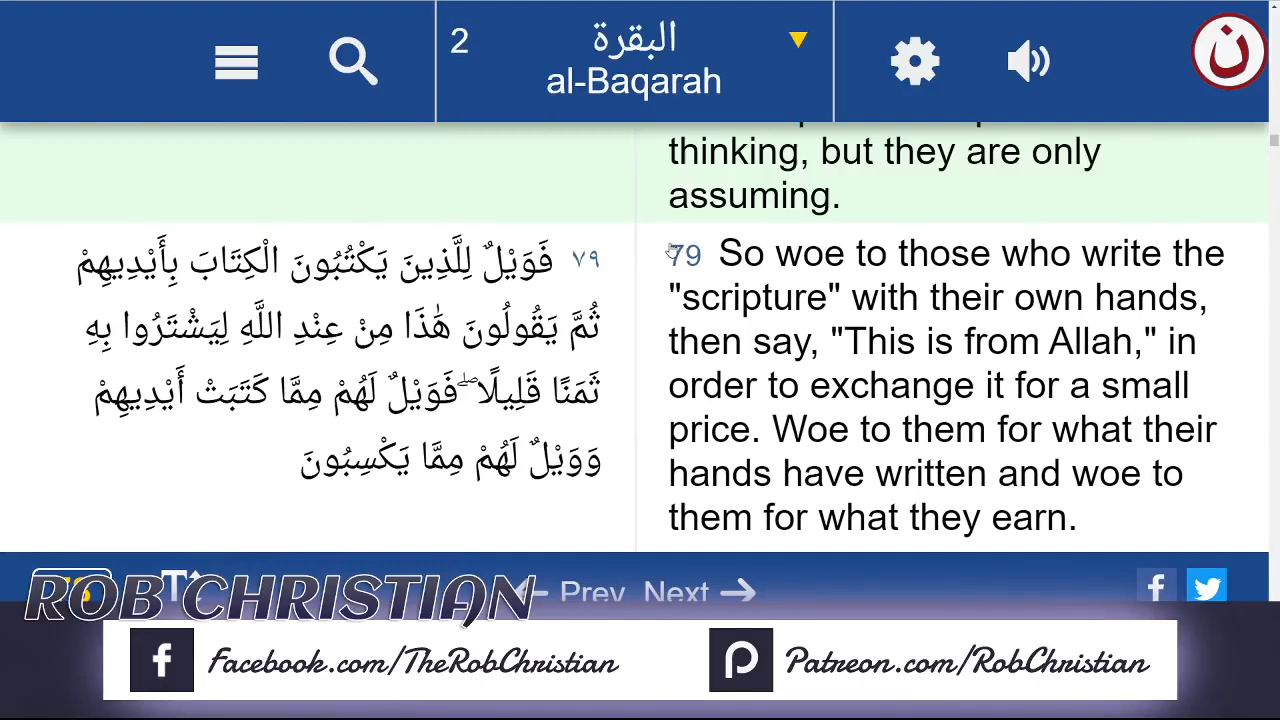 2
البقرة
al-Baqarah
ن
thinking, but they are only
assuming.
٧٩ فَوَيْلٌ لِلَّذِينَ يَكْتُبُونَ الْكِتَابَ بِأَيْدِيهِمْ
ثُمَّ يَقُولُونَ هَٰذَا مِنْ عِنْدِ اللَّهِ لِيَشْتَرُوا بِهِ
ثَمَنًا قَلِيلًا ۖ فَوَيْلٌ لَهُمْ مِمَّا كَتَبَتْ أَيْدِيهِمْ
وَوَيْلٌ لَهُمْ مِمَّا يَكْسِبُونَ
79 So woe to those who write the
"scripture" with their own hands,
then say, "This is from Allah," in
order to exchange it for a small
price. Woe to them for what their
hands have written and woe to
them for what they earn.
Prev Next
ROB CHRISTIAN
Facebook.com/TheRobChristian
Patreon.com/RobChristian